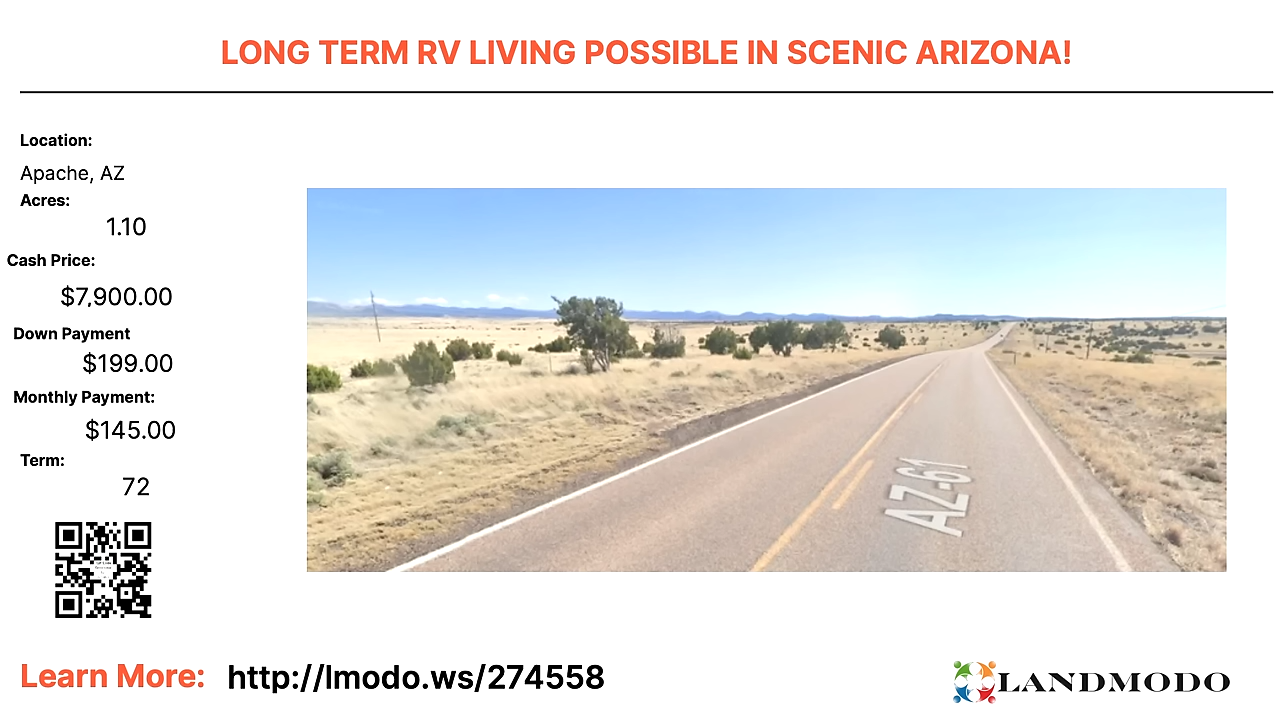 LONG TERM RV LIVING POSSIBLE IN SCENIC ARIZONA!
Location:
Apache, AZ
Acres:
1.10
Cash Price:
$7,900.00
Down Payment
$199.00
Monthly Payment:
$145.00
Term:
72
AZ-61
Learn More: http://lmodo.ws/274558
LANDMODO